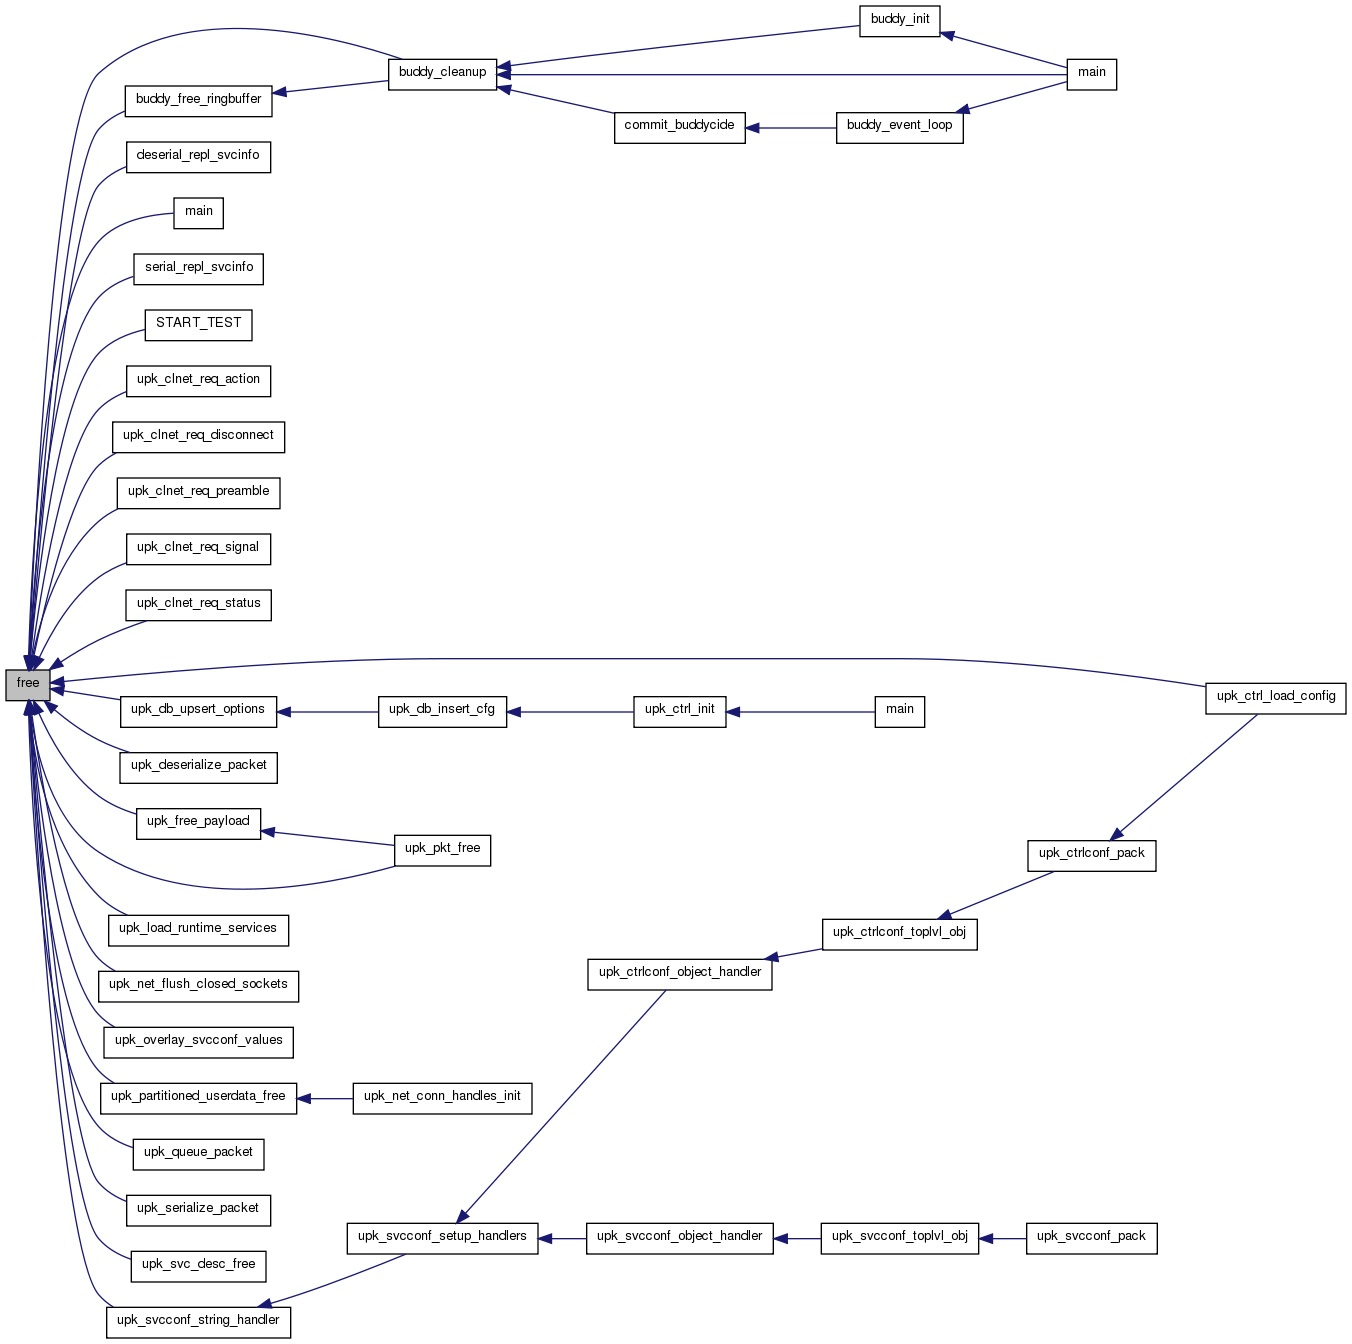 buddy_init
buddy_cleanup
main
buddy_free_ringbuffer
commit_buddycide
buddy_event_loop
deserial_repl_svcinfo
main
serial_repl_svcinfo
START_TEST
upk_clnet_req_action
upk_clnet_req_disconnect
upk_clnet_req_preamble
upk_clnet_req_signal
upk_clnet_req_status
free
upk_ctrl_load_config
upk_db_upsert_options
upk_db_insert_cfg
upk_ctrl_init
main
upk_deserialize_packet
upk_free_payload
upk_pkt_free
upk_ctrlconf_pack
upk_load_runtime_services
upk_ctrlconf_toplvl_obj
upk_ctrlconf_object_handler
upk_net_flush_closed_sockets
upk_overlay_svcconf_values
upk_partitioned_userdata_free
upk_net_conn_handles_init
upk_queue_packet
upk_serialize_packet
upk_svcconf_setup_handlers
upk_svcconf_object_handler
upk_svcconf_toplvl_obj
upk_svcconf_pack
upk_svc_desc_free
upk_svcconf_string_handler